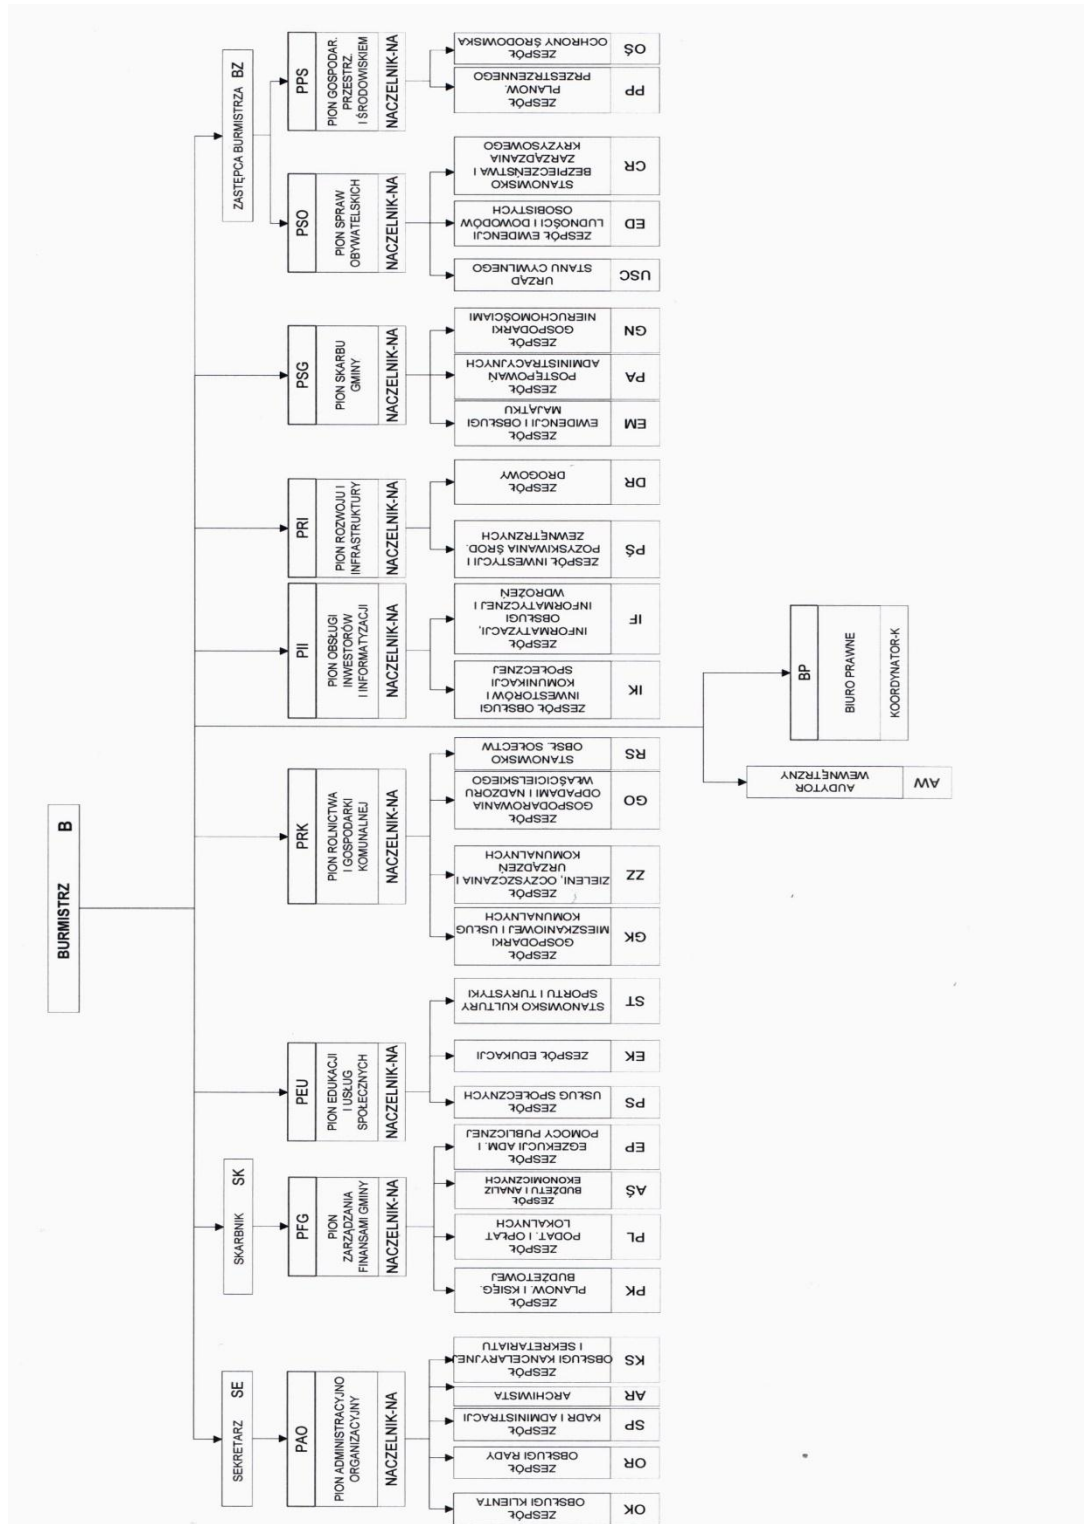 BURMISTRZ B
SEKRETARZ SE
SKARBNIK SK
ZASTĘPCA BURMISTRZA BZ
PAO
PION ADMINISTRACYJNO
ORGANIZACYJNY
NACZELNIK-NA
PFG
PION
ZARZĄDZANIA
FINANSAMI GMINY
NACZELNIK-NA
PEU
PION EDUKACJI
I USŁUG
SPOŁECZNYCH
NACZELNIK-NA
PRK
PION ROLNICTWA
I GOSPODARKI
KOMUNALNEJ
NACZELNIK-NA
PII
PION OBSŁUGI
INWESTORÓW
I INFORMATYZACJI
NACZELNIK-NA
PRI
PION ROZWOJU I
INFRASTRUKTURY
NACZELNIK-NA
PSG
PION SKARBU
GMINY
NACZELNIK-NA
PSO
PION SPRAW
OBYWATELSKICH
NACZELNIK-NA
PPS
PION GOSPODAR.
PRZESTRZ.
I ŚRODOWISKIEM
NACZELNIK-NA
ZESPÓŁ
OBSŁUGI KLIENTA
OK
ZESPÓŁ
OBSŁUGI RADY
OR
ZESPÓŁ
KADR I ADMINISTRACJI
SP
ARCHIWISTA
AR
ZESPÓŁ
OBSŁUGI KANCELARYJNEJ
I SEKRETARIATU
KS
ZESPÓŁ
PLANOW. I KSIĘG.
BUDŻETOWEJ
PK
ZESPÓŁ
PODAT. I OPŁAT
LOKALNYCH
PL
ZESPÓŁ
BUDŻETU I ANALIZ
EKONOMICZNYCH
AŚ
ZESPÓŁ
EGZEKUCJI ADM. I
POMOCY PUBLICZNEJ
EP
ZESPÓŁ
USŁUG SPOŁECZNYCH
PS
ZESPÓŁ EDUKACJI
EK
STANOWISKO KULTURY
SPORTU I TURYSTYKI
ST
ZESPÓŁ
GOSPODARKI
MIESZKANIOWEJ I USŁUG
KOMUNALNYCH
GK
ZESPÓŁ
ZIELENI, OCZYSZCZANIA I
URZĄDZEŃ
KOMUNALNYCH
ZZ
ZESPÓŁ
GOSPODAROWANIA
ODPADAMI I NADZORU
WŁAŚCICIELSKIEGO
GO
STANOWISKO
OBSŁ. SOŁECTW
RS
ZESPÓŁ OBSŁUGI
INWESTORÓW I
KOMUNIKACJI
SPOŁECZNEJ
IK
ZESPÓŁ
INFORMATYZACJI,
OBSŁUGI
INFORMATYCZNEJ I
WDROŻEŃ
IF
ZESPÓŁ INWESTYCJI I
POZYSKIWANIA ŚROD.
ZEWNĘTRZNYCH
PŚ
ZESPÓŁ
DROGOWY
DR
ZESPÓŁ
EWIDENCJI I OBSŁUGI
MAJĄTKU
EM
ZESPÓŁ
POSTĘPOWAŃ
ADMINISTRACYJNYCH
PA
ZESPÓŁ
GOSPODARKI
NIERUCHOMOŚCIAMI
GN
URZĄD
STANU CYWILNEGO
USC
ZESPÓŁ EWIDENCJI
LUDNOŚCI I DOWODÓW
OSOBISTYCH
ED
STANOWISKO
BEZPIECZEŃSTWA I
ZARZĄDZANIA
KRYZYSOWEGO
CR
ZESPÓŁ
PLANOW.
PRZESTRZENNEGO
PP
ZESPÓŁ
OCHRONY ŚRODOWISKA
OŚ
AUDYTOR
WEWNĘTRZNY
AW
BP
BIURO PRAWNE
KOORDYNATOR-K